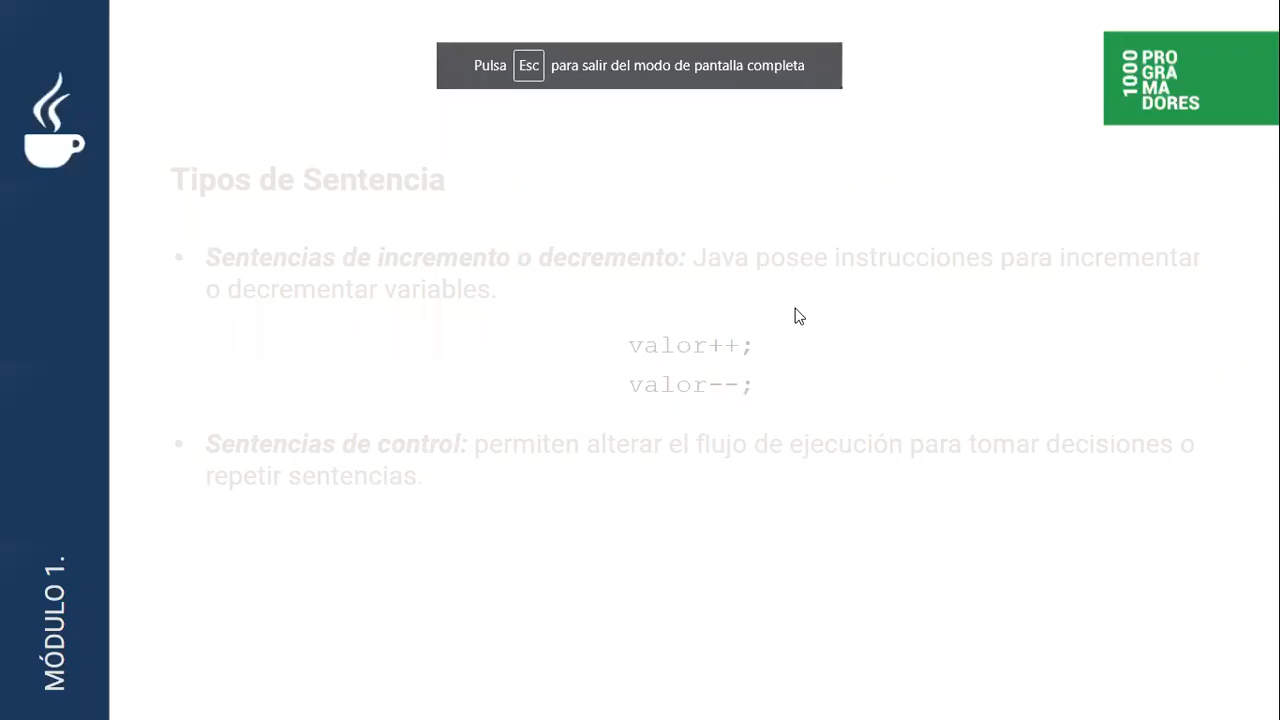 Pulsa Esc para salir del modo de pantalla completa
1000
PRO
GRA
MA
DORES
Tipos de Sentencia
• Sentencias de incremento o decremento: Java posee instrucciones para incrementar
o decrementar variables.
valor++;
valor--;
• Sentencias de control: permiten alterar el flujo de ejecución para tomar decisiones o
repetir sentencias.
MÓDULO 1.